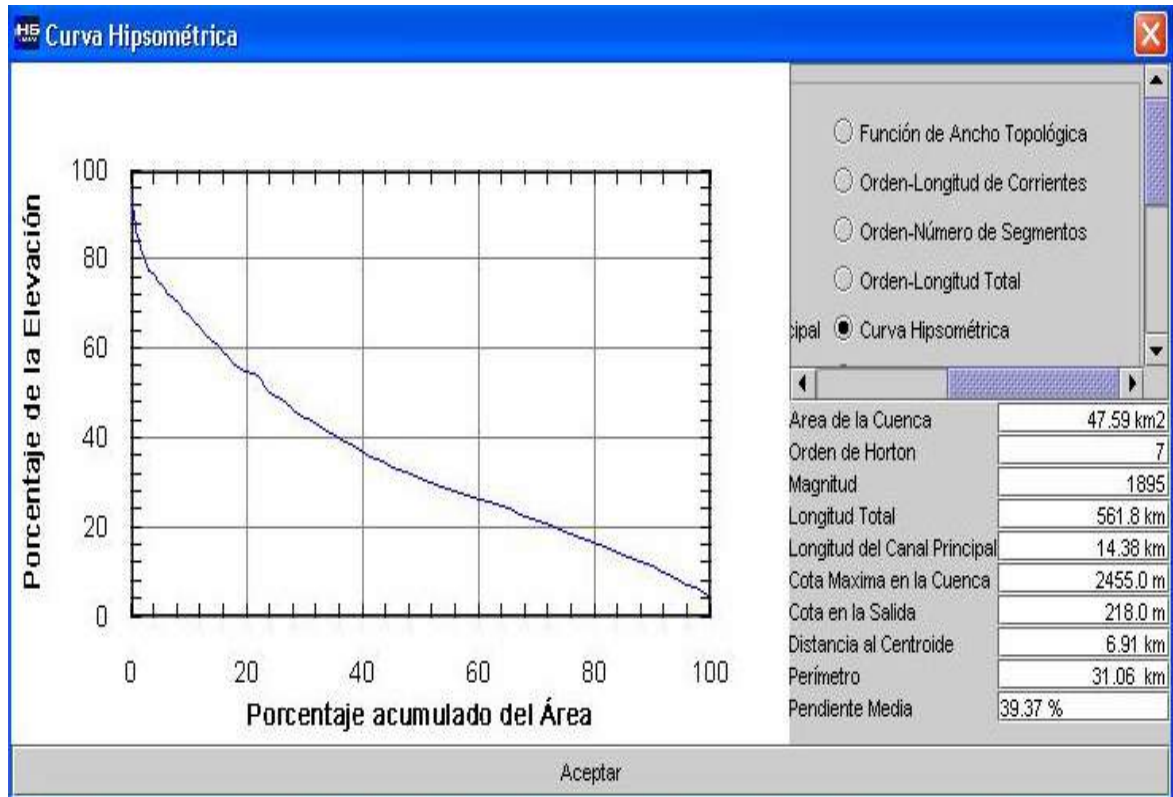 HG
Curva Hipsométrica
X
Porcentaje de la Elevación
100
80
60
40
20
0
0 20 40 60 80 100
Porcentaje acumulado del Área
Función de Ancho Topológica
Orden-Longitud de Corrientes
Orden-Número de Segmentos
Orden-Longitud Total
cipal Curva Hipsométrica
Area de la Cuenca 47.59 km2
Orden de Horton 7
Magnitud 1895
Longitud Total 561.8 km
Longitud del Canal Principal 14.38 km
Cota Maxima en la Cuenca 2455.0 m
Cota en la Salida 218.0 m
Distancia al Centroide 6.91 km
Perímetro 31.06 km
Pendiente Media 39.37 %
Aceptar